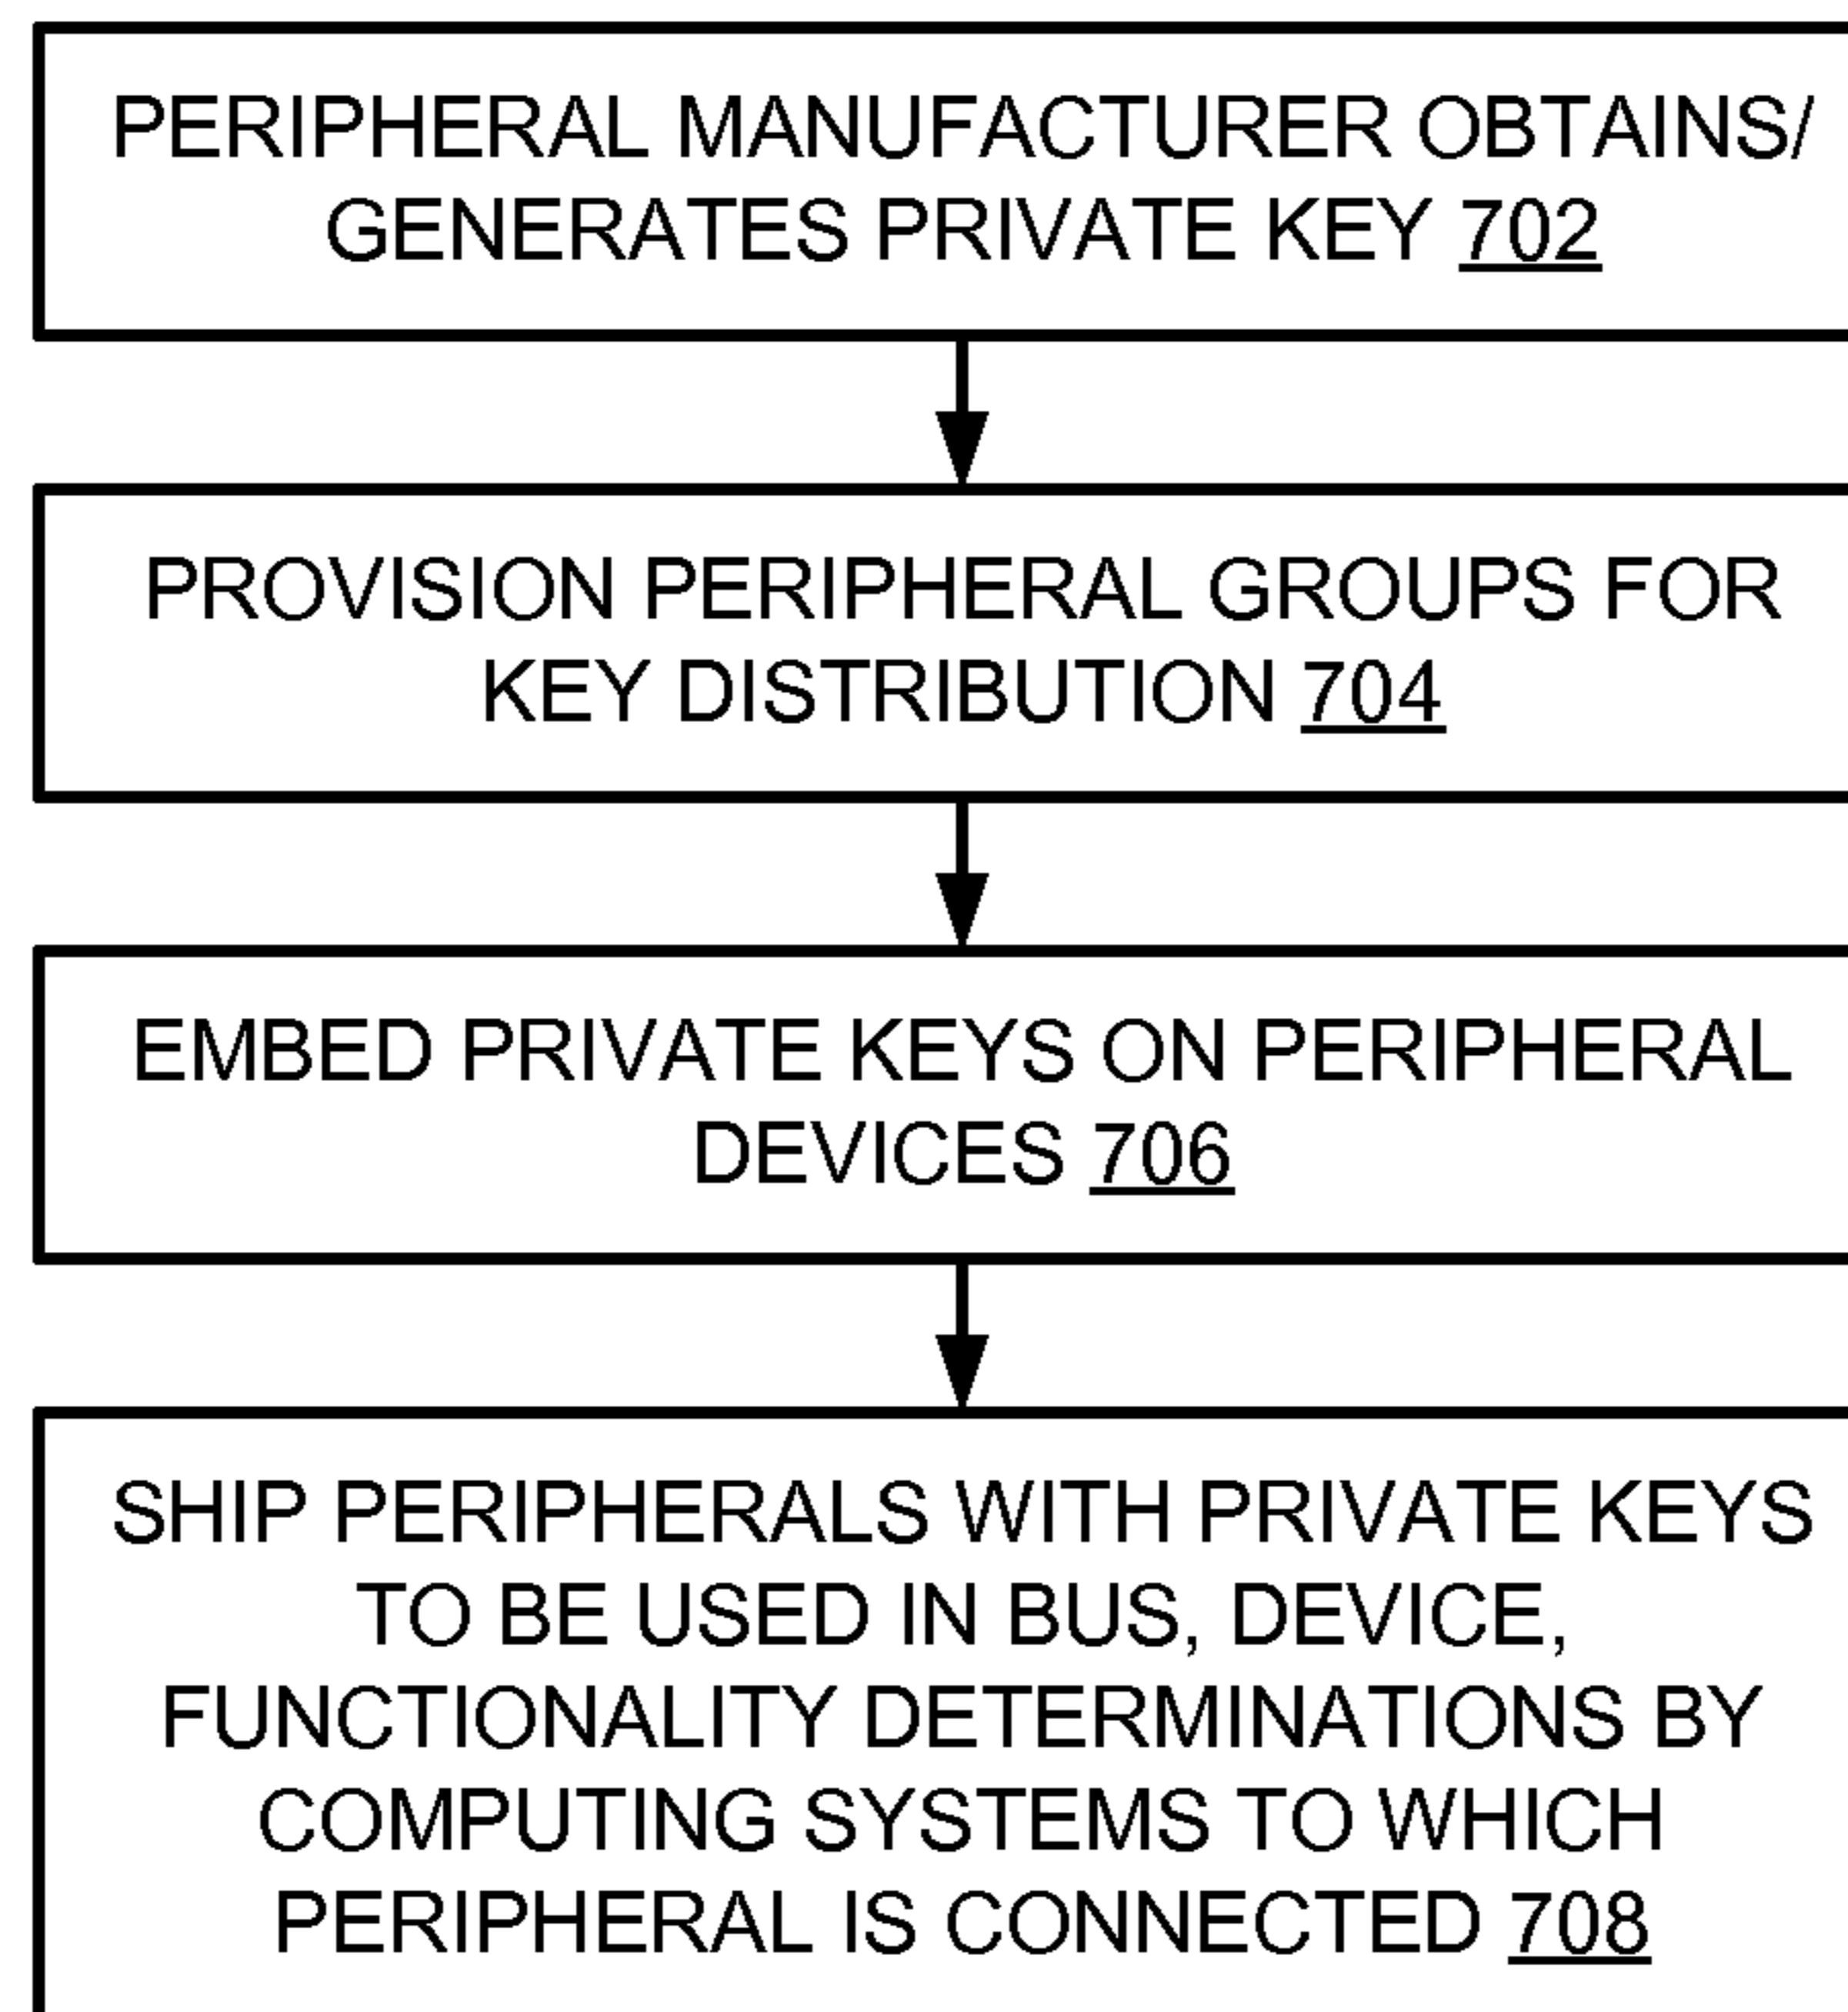 PERIPHERAL MANUFACTURER OBTAINS/
GENERATES PRIVATE KEY 702
PROVISION PERIPHERAL GROUPS FOR
KEY DISTRIBUTION 704
EMBED PRIVATE KEYS ON PERIPHERAL
DEVICES 706
SHIP PERIPHERALS WITH PRIVATE KEYS
TO BE USED IN BUS, DEVICE,
FUNCTIONALITY DETERMINATIONS BY
COMPUTING SYSTEMS TO WHICH
PERIPHERAL IS CONNECTED 708